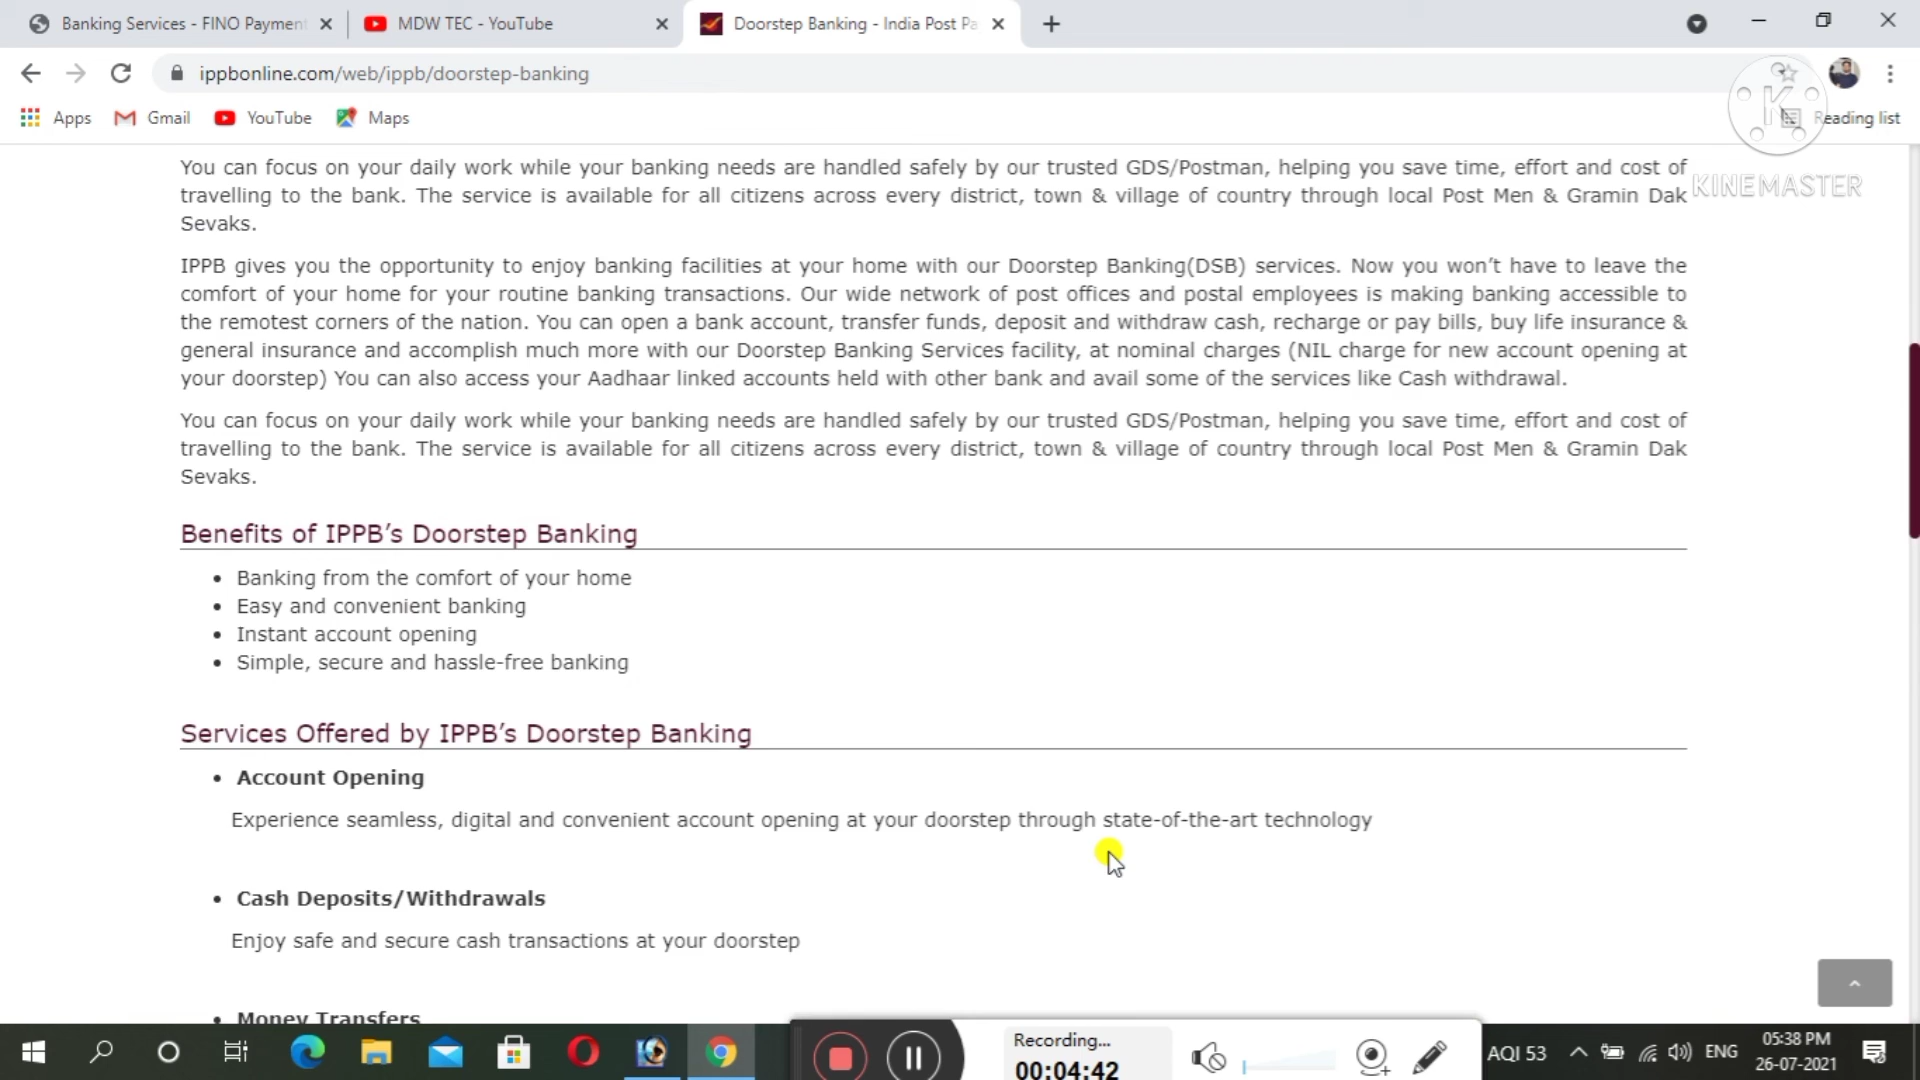 Banking Services - FINO Paymen
MDW TEC - YouTube
Doorstep Banking - India Post Pa
ippbonline.com/web/ippb/doorstep-banking
Apps
Gmail
YouTube
Maps
Reading list
K
KINEMASTER
You can focus on your daily work while your banking needs are handled safely by our trusted GDS/Postman, helping you save time, effort and cost of
travelling to the bank. The service is available for all citizens across every district, town & village of country through local Post Men & Gramin Dak
Sevaks.
IPPB gives you the opportunity to enjoy banking facilities at your home with our Doorstep Banking(DSB) services. Now you won’t have to leave the
comfort of your home for your routine banking transactions. Our wide network of post offices and postal employees is making banking accessible to
the remotest corners of the nation. You can open a bank account, transfer funds, deposit and withdraw cash, recharge or pay bills, buy life insurance &
general insurance and accomplish much more with our Doorstep Banking Services facility, at nominal charges (NIL charge for new account opening at
your doorstep) You can also access your Aadhaar linked accounts held with other bank and avail some of the services like Cash withdrawal.
You can focus on your daily work while your banking needs are handled safely by our trusted GDS/Postman, helping you save time, effort and cost of
travelling to the bank. The service is available for all citizens across every district, town & village of country through local Post Men & Gramin Dak
Sevaks.
Benefits of IPPB’s Doorstep Banking
• Banking from the comfort of your home
• Easy and convenient banking
• Instant account opening
• Simple, secure and hassle-free banking
Services Offered by IPPB’s Doorstep Banking
• Account Opening
Experience seamless, digital and convenient account opening at your doorstep through state-of-the-art technology
• Cash Deposits/Withdrawals
Enjoy safe and secure cash transactions at your doorstep
• Money Transfers
Recording...
00:04:42
AQI 53
ENG
05:38 PM
26-07-2021